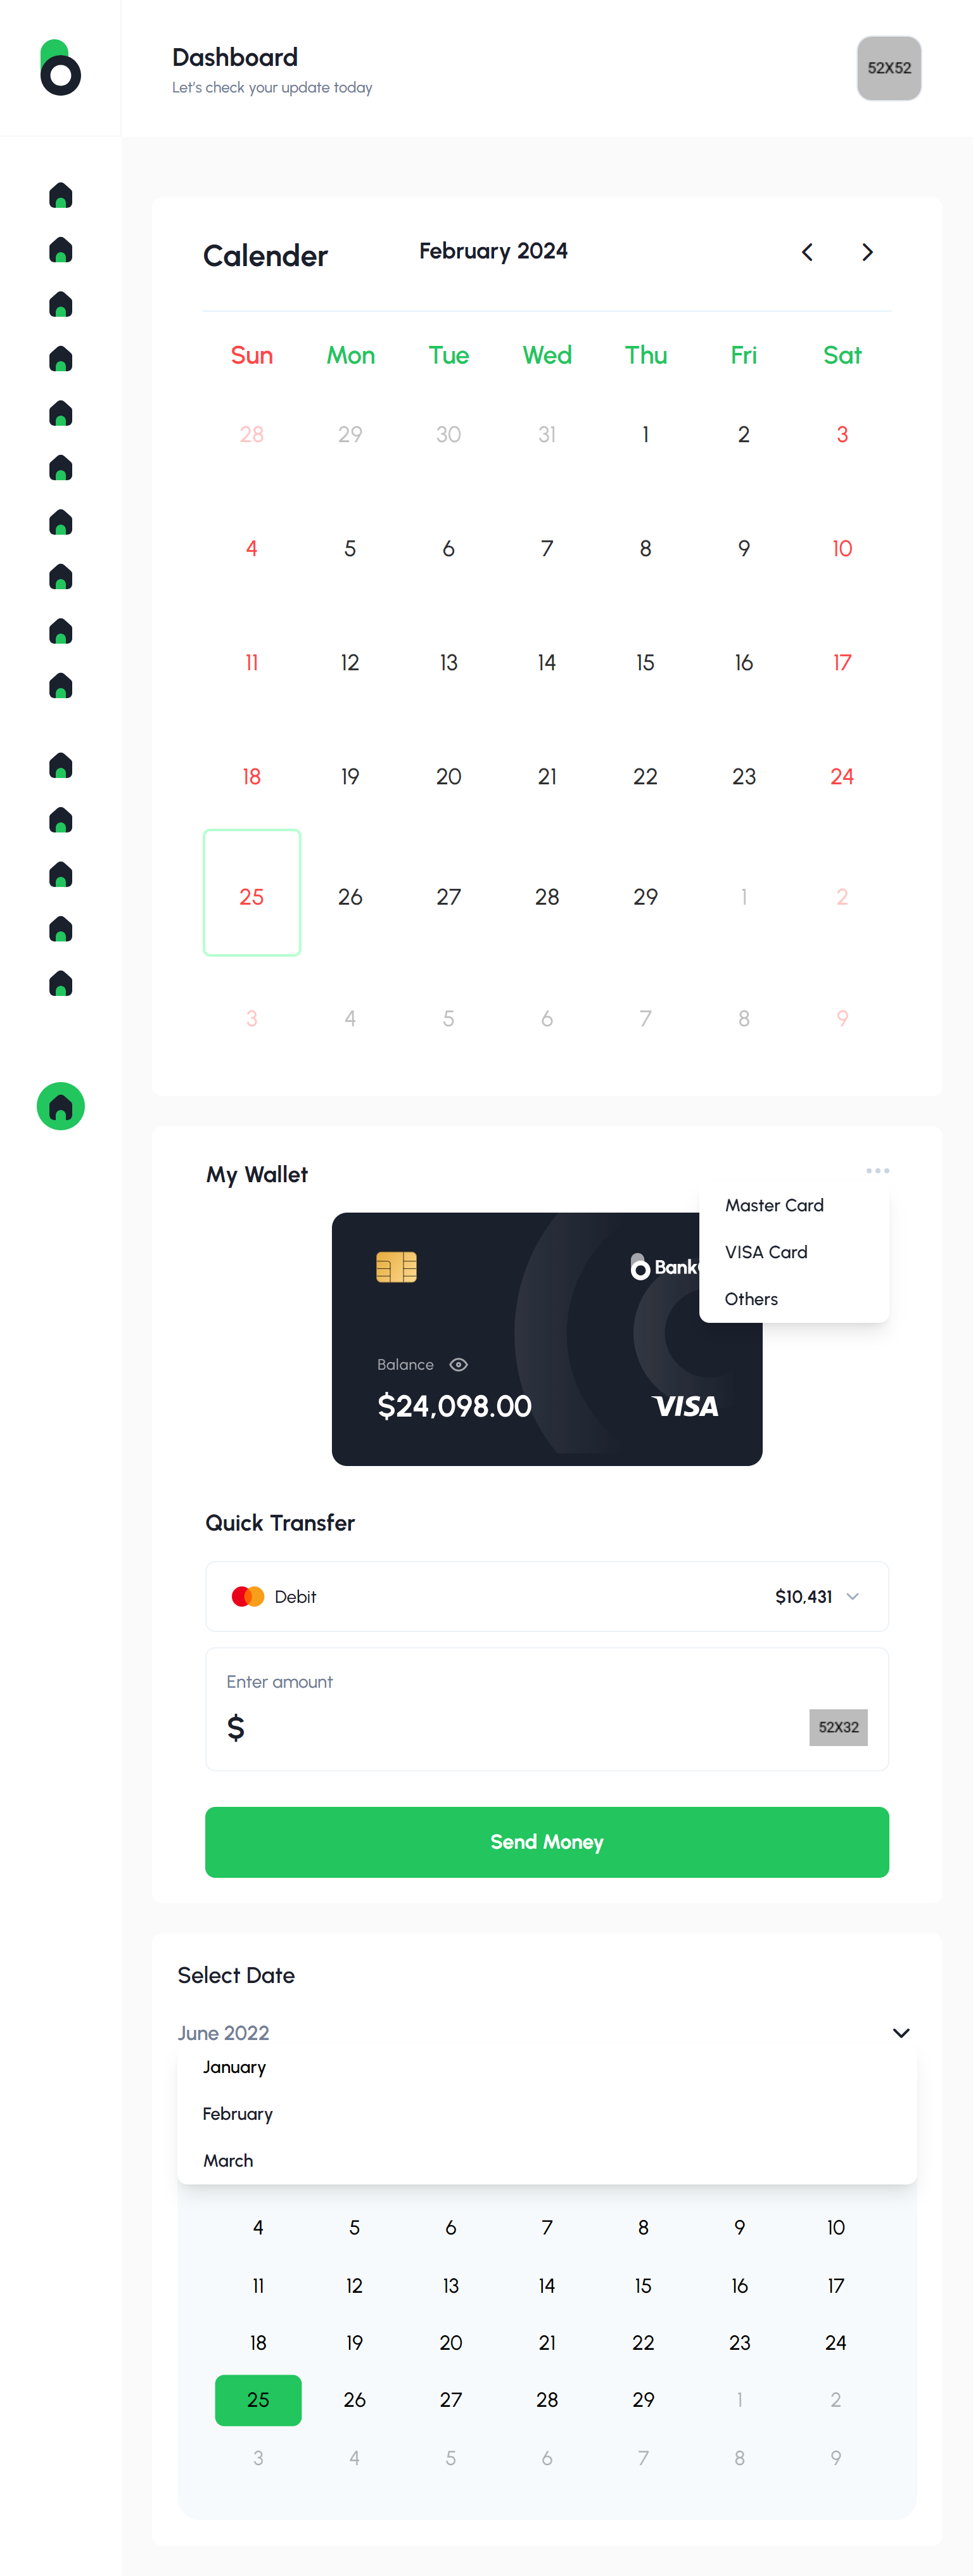 Dashboard
Let's check your update today
52X52
Calender
February 2024
Sun Mon Tue Wed Thu Fri Sat
28 29 30 31 1 2 3
4 5 6 7 8 9 10
11 12 13 14 15 16 17
18 19 20 21 22 23 24
25 26 27 28 29 1 2
3 4 5 6 7 8 9
My Wallet
Master Card
VISA Card
Others
Bank
Balance
$24,098.00
VISA
Quick Transfer
Debit
$10,431
Enter amount
$
52X32
Send Money
Select Date
June 2022
January
February
March
4 5 6 7 8 9 10
11 12 13 14 15 16 17
18 19 20 21 22 23 24
25 26 27 28 29 1 2
3 4 5 6 7 8 9